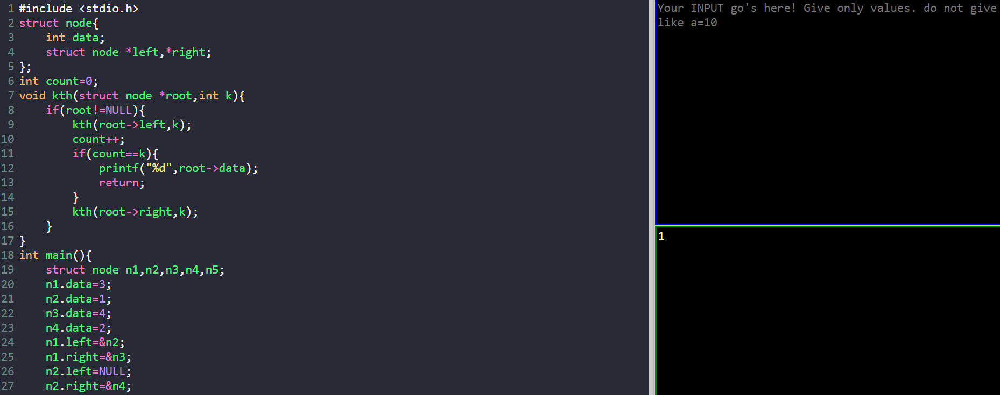 1 #include <stdio.h>
2 struct node{
3     int data;
4     struct node *left,*right;
5 };
6 int count=0;
7 void kth(struct node *root,int k){
8     if(root!=NULL){
9         kth(root->left,k);
10         count++;
11         if(count==k){
12             printf("%d",root->data);
13             return;
14         }
15         kth(root->right,k);
16     }
17 }
18 int main(){
19     struct node n1,n2,n3,n4,n5;
20     n1.data=3;
21     n2.data=1;
22     n3.data=4;
23     n4.data=2;
24     n1.left=&n2;
25     n1.right=&n3;
26     n2.left=NULL;
27     n2.right=&n4;
Your INPUT go's here! Give only values. do not give
like a=10
1